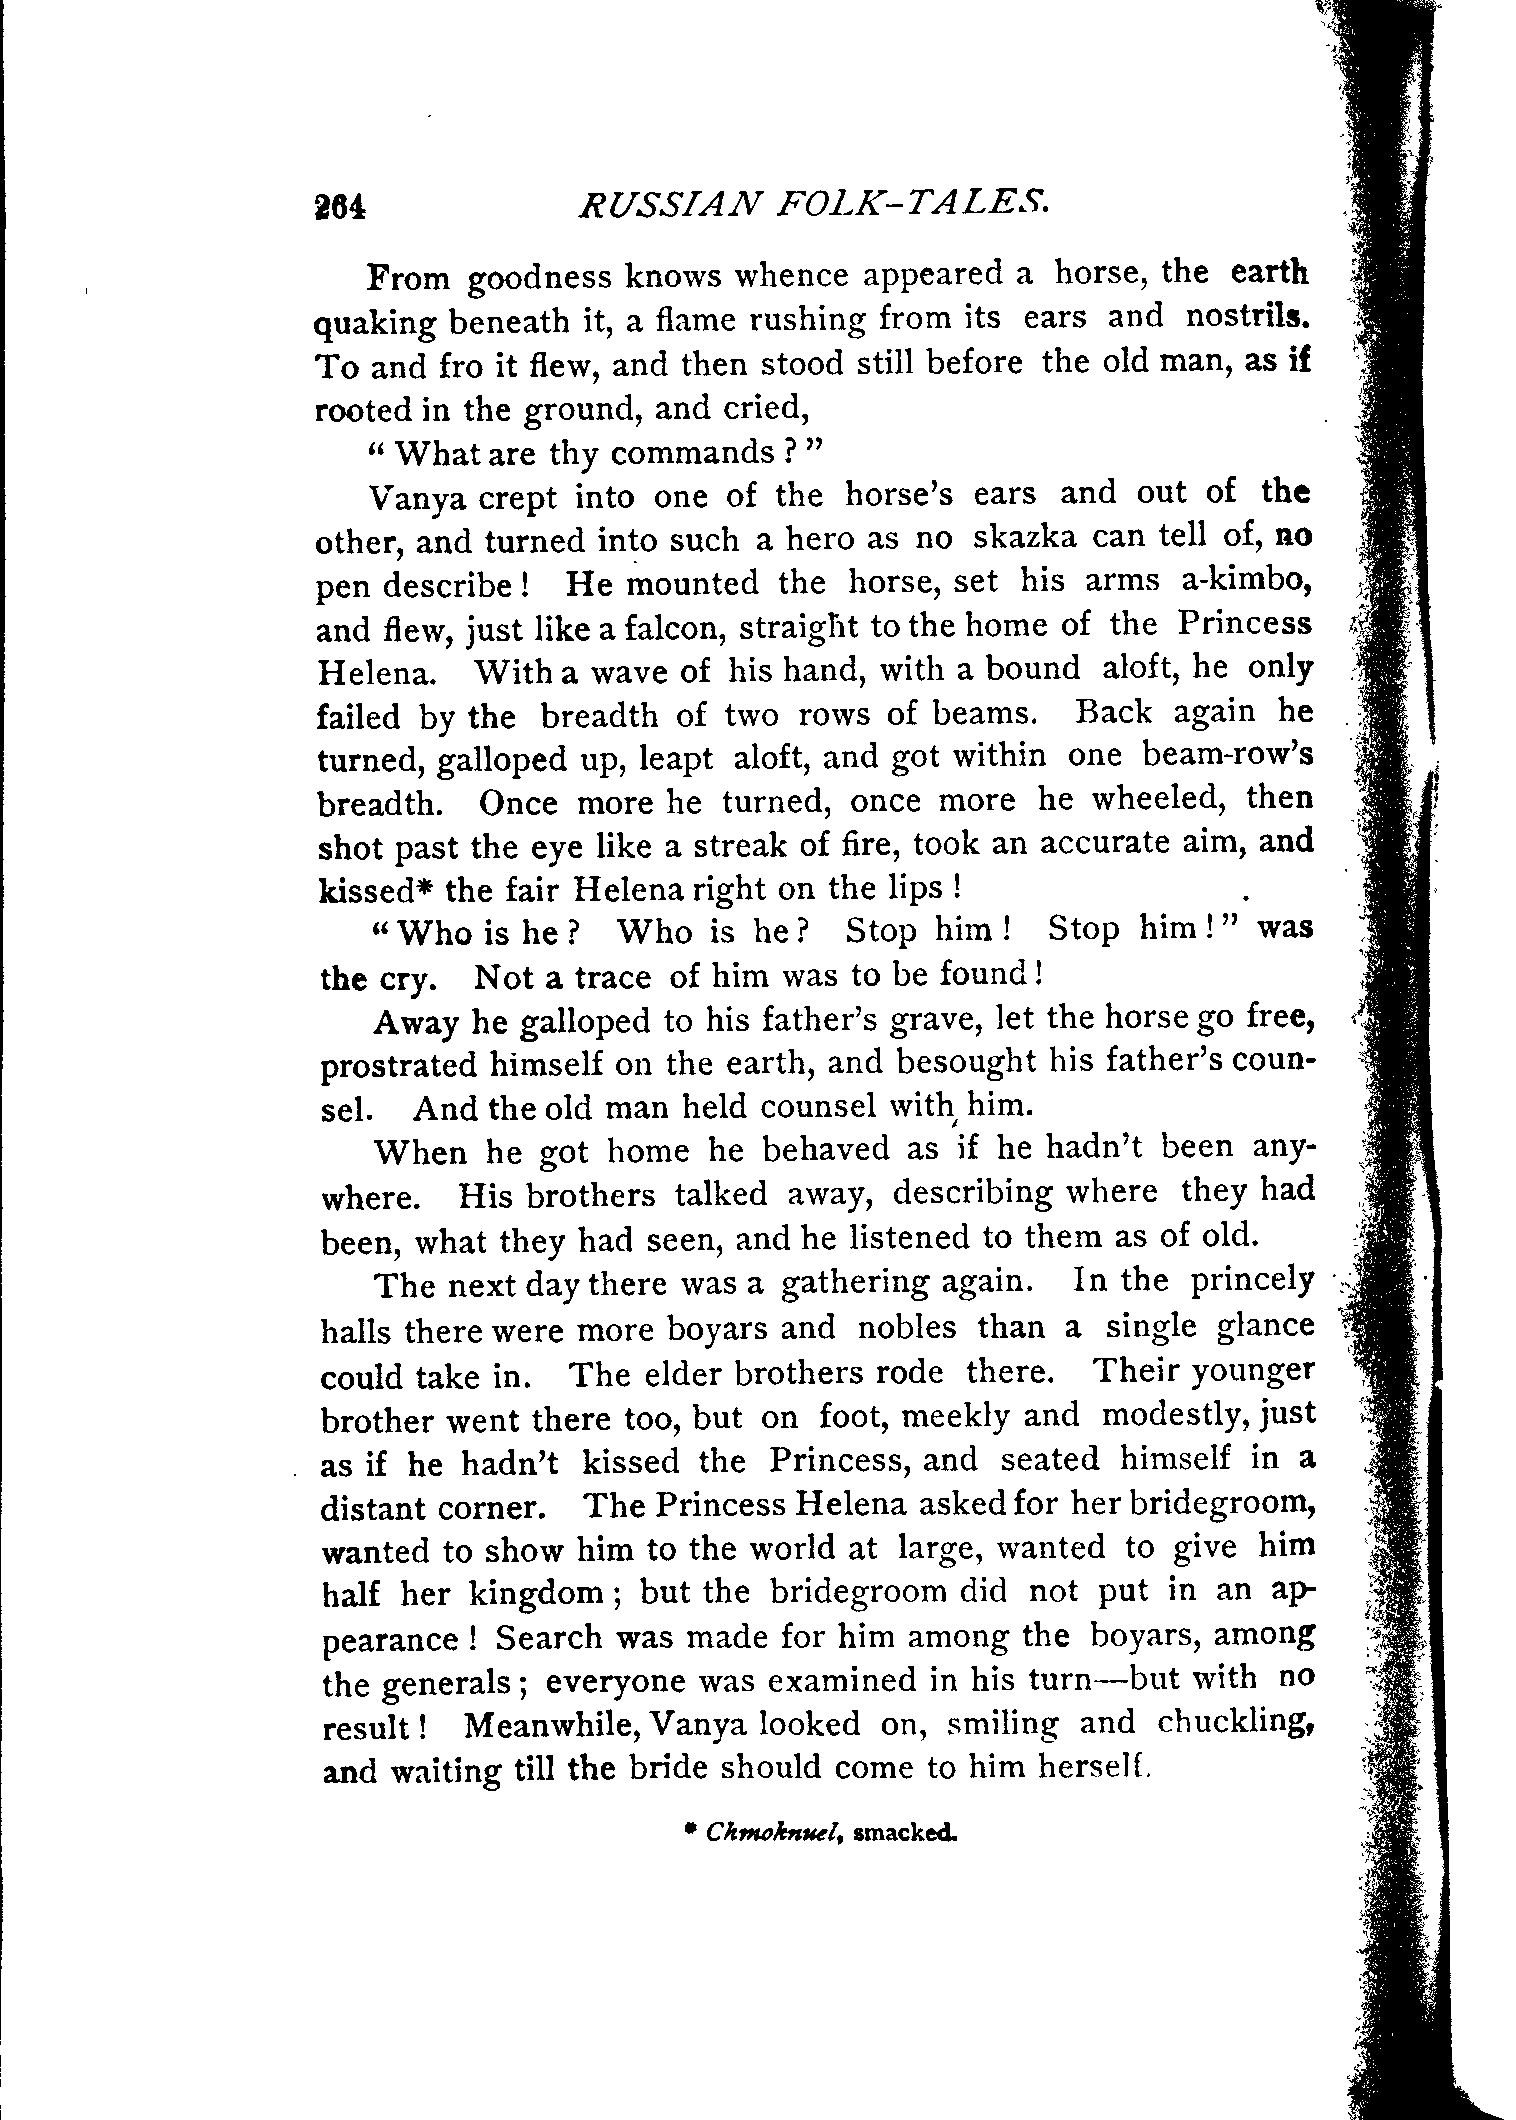 264 RUSSIAN FOLK-TALES.
From goodness knows whence appeared a horse, the earth
quaking beneath it, a flame rushing from its ears and nostrils.
To and fro it flew, and then stood still before the old man, as if
rooted in the ground, and cried,
“ What are thy commands ? ”
Vanya crept into one of the horse’s ears and out of the
other, and turned into such a hero as no skazka can tell of, no
pen describe ! He mounted the horse, set his arms a-kimbo,
and flew, just like a falcon, straight to the home of the Princess
Helena. With a wave of his hand, with a bound aloft, he only
failed by the breadth of two rows of beams. Back again he
turned, galloped up, leapt aloft, and got within one beam-row’s
breadth. Once more he turned, once more he wheeled, then
shot past the eye like a streak of fire, took an accurate aim, and
kissed* the fair Helena right on the lips !
“ Who is he ? Who is he ? Stop him ! Stop him ! ” was
the cry. Not a trace of him was to be found !
Away he galloped to his father’s grave, let the horse go free,
prostrated himself on the earth, and besought his father’s coun-
sel. And the old man held counsel with him.
When he got home he behaved as if he hadn’t been any-
where. His brothers talked away, describing where they had
been, what they had seen, and he listened to them as of old.
The next day there was a gathering again. In the princely
halls there were more boyars and nobles than a single glance
could take in. The elder brothers rode there. Their younger
brother went there too, but on foot, meekly and modestly, just
as if he hadn’t kissed the Princess, and seated himself in a
distant corner. The Princess Helena asked for her bridegroom,
wanted to show him to the world at large, wanted to give him
half her kingdom ; but the bridegroom did not put in an ap-
pearance ! Search was made for him among the boyars, among
the generals ; everyone was examined in his turn—but with no
result ! Meanwhile, Vanya looked on, smiling and chuckling,
and waiting till the bride should come to him herself.
* Chmoknuel, smacked.